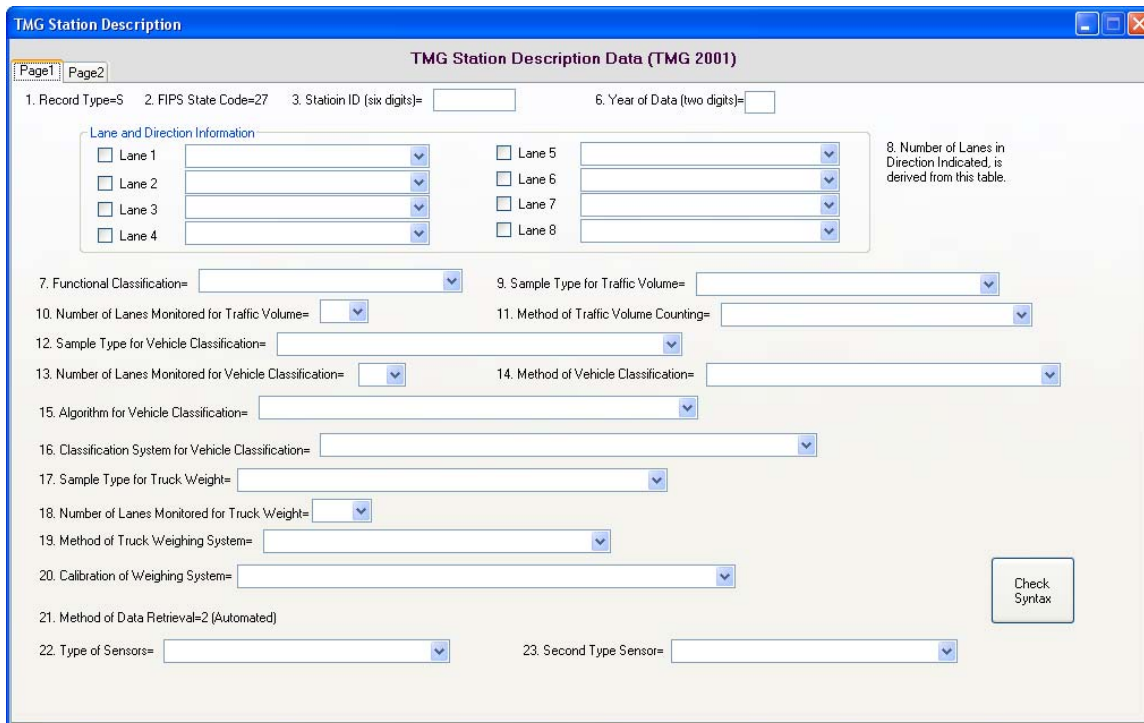 TMG Station Description
TMG Station Description Data (TMG 2001)
Page1 Page2
1. Record Type=S 2. FIPS State Code=27 3. Statioin ID (six digits)= 6. Year of Data (two digits)=
Lane and Direction Information
Lane 1
Lane 2
Lane 3
Lane 4
Lane 5
Lane 6
Lane 7
Lane 8
8. Number of Lanes in
Direction Indicated, is
derived from this table.
7. Functional Classification= 9. Sample Type for Traffic Volume=
10. Number of Lanes Monitored for Traffic Volume= 11. Method of Traffic Volume Counting=
12. Sample Type for Vehicle Classification=
13. Number of Lanes Monitored for Vehicle Classification= 14. Method of Vehicle Classification=
15. Algorithm for Vehicle Classification=
16. Classification System for Vehicle Classification=
17. Sample Type for Truck Weight=
18. Number of Lanes Monitored for Truck Weight=
19. Method of Truck Weighing System=
20. Calibration of Weighing System=
Check
Syntax
21. Method of Data Retrieval=2 (Automated)
22. Type of Sensors= 23. Second Type Sensor=